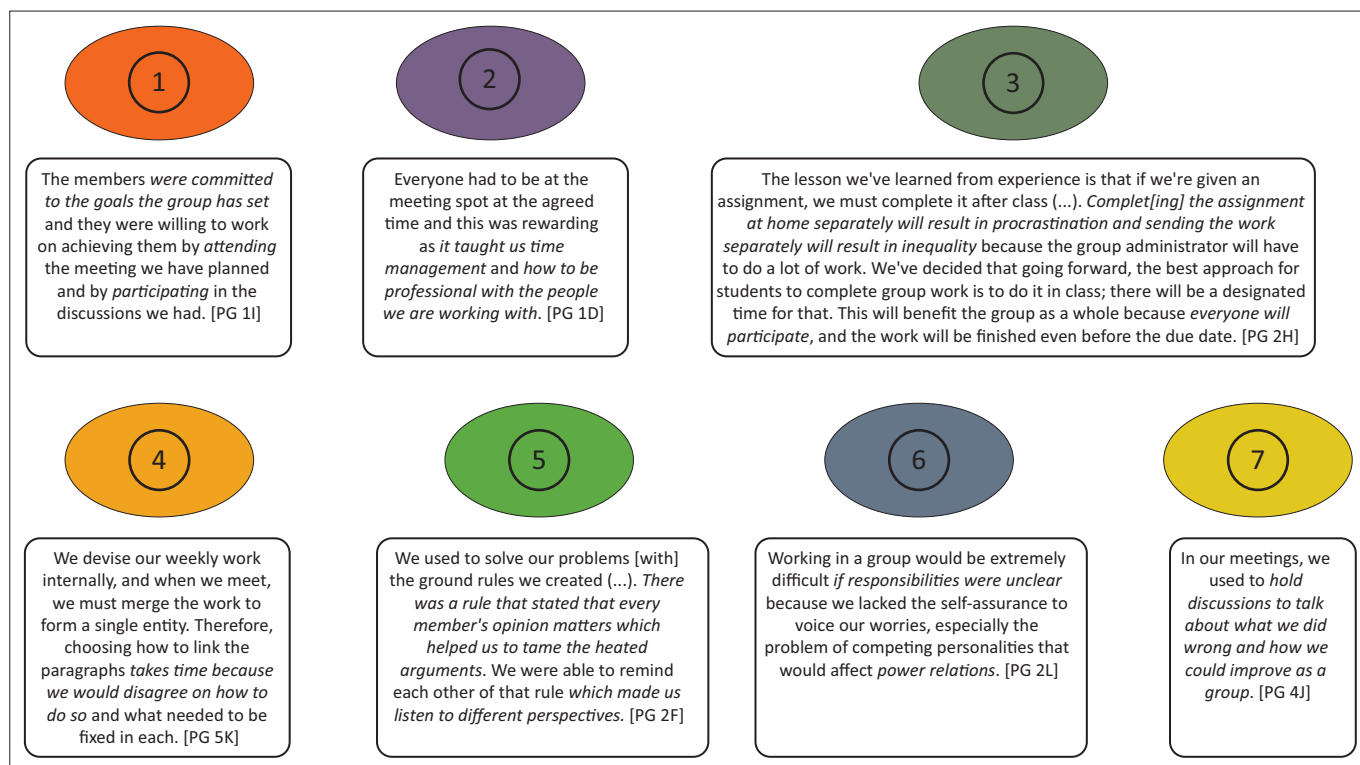 1
The members were committed
to the goals the group has set
and they were willing to work
on achieving them by attending
the meeting we have planned
and by participating in the
discussions we had. [PG 1I]
2
Everyone had to be at the
meeting spot at the agreed
time and this was rewarding
as it taught us time
management and how to be
professional with the people
we are working with. [PG 1D]
3
The lesson we've learned from experience is that if we're given an
assignment, we must complete it after class (...). Complet[ing] the assignment
at home separately will result in procrastination and sending the work
separately will result in inequality because the group administrator will have
to do a lot of work. We've decided that going forward, the best approach for
students to complete group work is to do it in class; there will be a designated
time for that. This will benefit the group as a whole because everyone will
participate, and the work will be finished even before the due date. [PG 2H]
4
We devise our weekly work
internally, and when we meet,
we must merge the work to
form a single entity. Therefore,
choosing how to link the
paragraphs takes time because
we would disagree on how to
do so and what needed to be
fixed in each. [PG 5K]
5
We used to solve our problems [with]
the ground rules we created (...). There
was a rule that stated that every
member's opinion matters which
helped us to tame the heated
arguments. We were able to remind
each other of that rule which made us
listen to different perspectives. [PG 2F]
6
Working in a group would be extremely
difficult if responsibilities were unclear
because we lacked the self-assurance to
voice our worries, especially the
problem of competing personalities that
would affect power relations. [PG 2L]
7
In our meetings, we
used to hold
discussions to talk
about what we did
wrong and how we
could improve as a
group. [PG 4J]